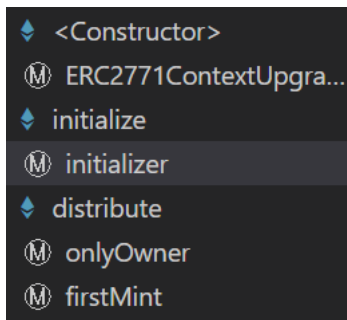 <Constructor>
ERC2771ContextUpgra...
initialize
initializer
distribute
onlyOwner
firstMint